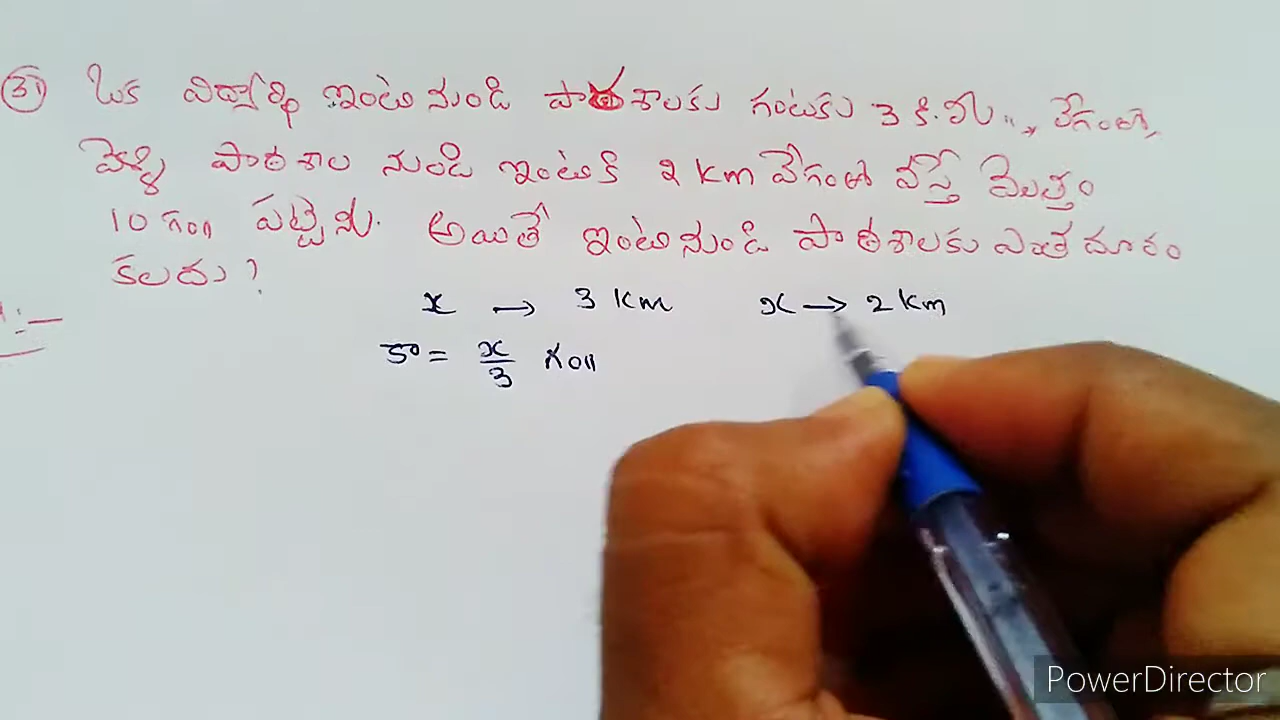 31 ఒక విద్యార్థి ఇంటి నుండి పాఠశాలకు గంటకు 3 కి.మీ., వేగంతో,
వెళ్ళి పాఠశాల నుండి ఇంటికి 2 km వేగంతో వస్తే మొత్తం
10 గం॥ పట్టెను. అయితే ఇంటినుండి పాఠశాలకు ఎంత దూరం
కలదు ?
x → 3 Km x → 2 Km
కా = x/3 గం॥
PowerDirector